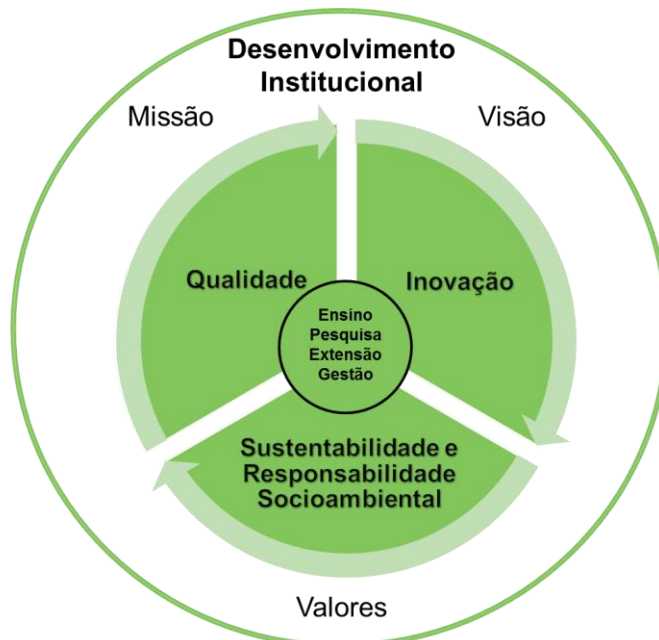 Desenvolvimento
Institucional
Missão
Visão
Qualidade
Inovação
Ensino
Pesquisa
Extensão
Gestão
Sustentabilidade e
Responsabilidade
Socioambiental
Valores